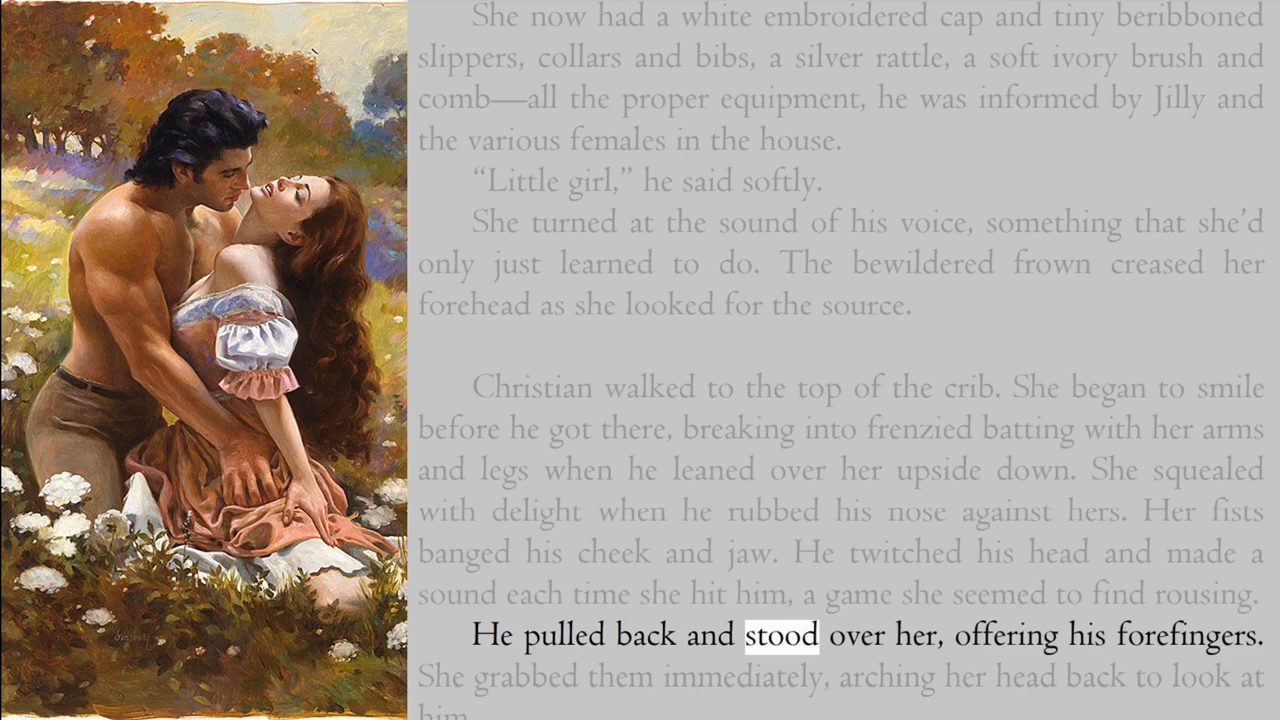 She now had a white embroidered cap and tiny beribboned
slippers, collars and bibs, a silver rattle, a soft ivory brush and
comb—all the proper equipment, he was informed by Jilly and
the various females in the house.
“Little girl,” he said softly.
She turned at the sound of his voice, something that she’d
only just learned to do. The bewildered frown creased her
forehead as she looked for the source.
Christian walked to the top of the crib. She began to smile
before he got there, breaking into frenzied batting with her arms
and legs when he leaned over her upside down. She squealed
with delight when he rubbed his nose against hers. Her fists
banged his cheek and jaw. He twitched his head and made a
sound each time she hit him, a game she seemed to find rousing.
He pulled back and stood over her, offering his forefingers.
She grabbed them immediately, arching her head back to look at
him